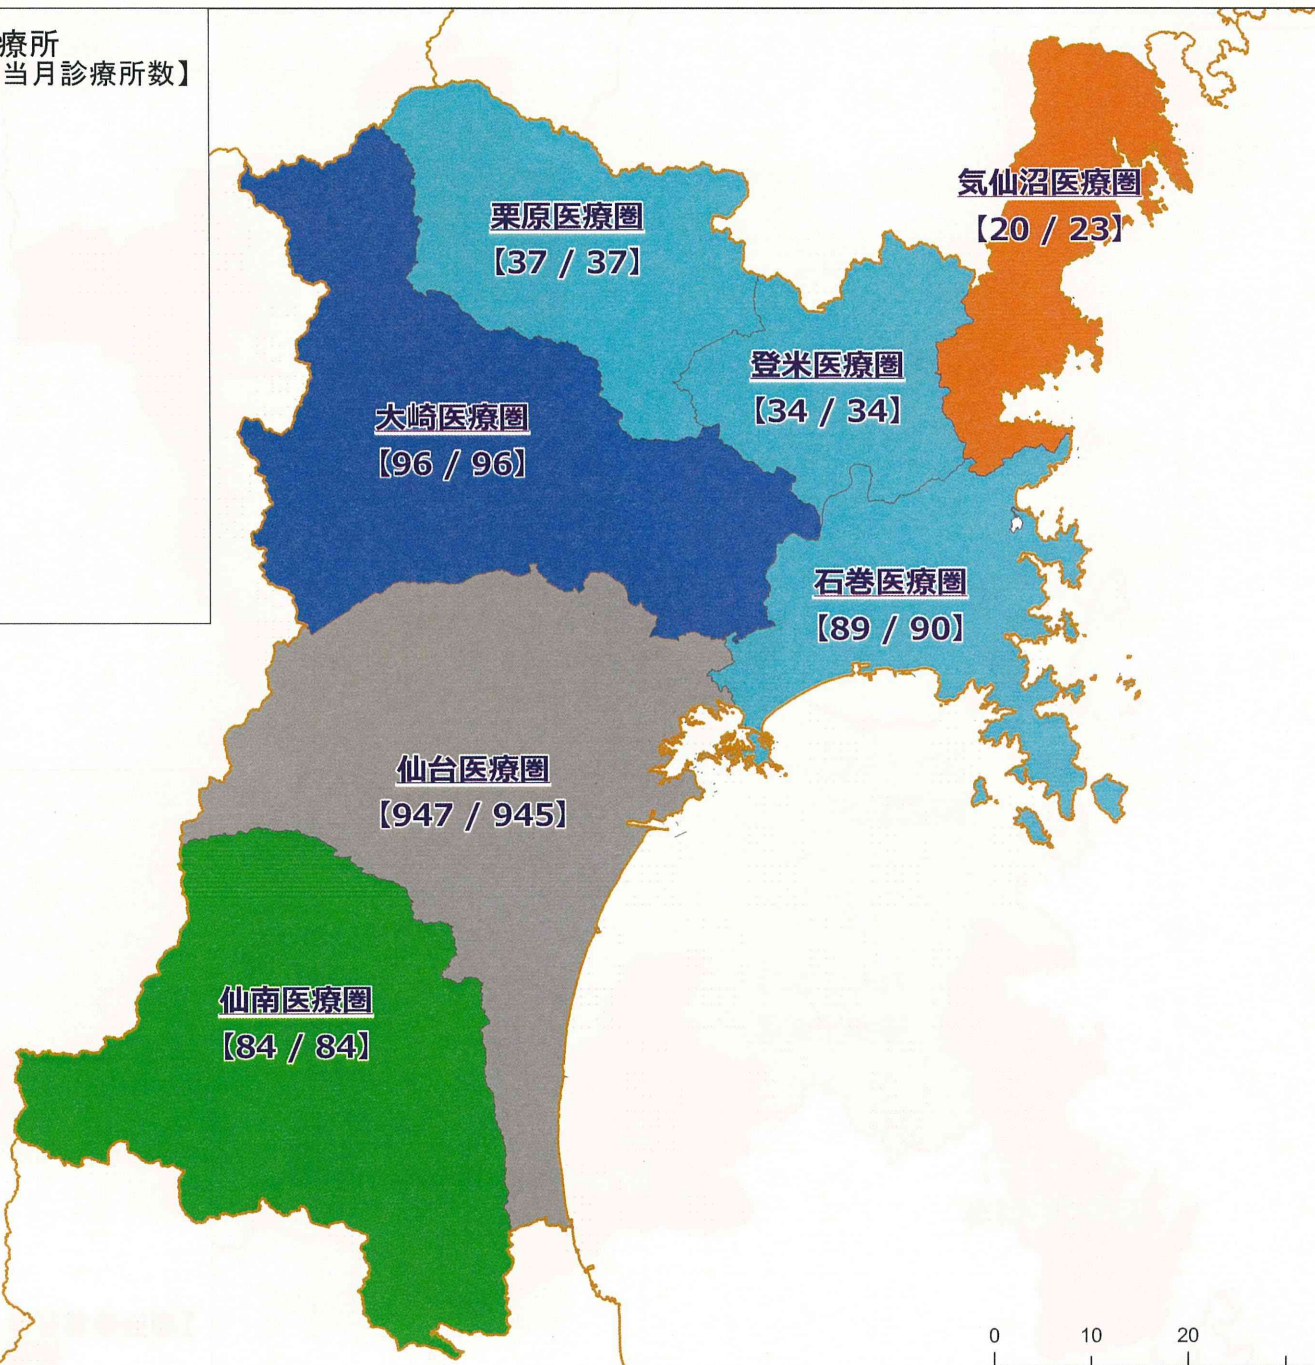 療所
当月診療所数】
気仙沼医療圏
【20 / 23】
栗原医療圏
【37 / 37】
登米医療圏
【34 / 34】
大崎医療圏
【96 / 96】
石巻医療圏
【89 / 90】
仙台医療圏
【947 / 945】
仙南医療圏
【84 / 84】
0 10 20